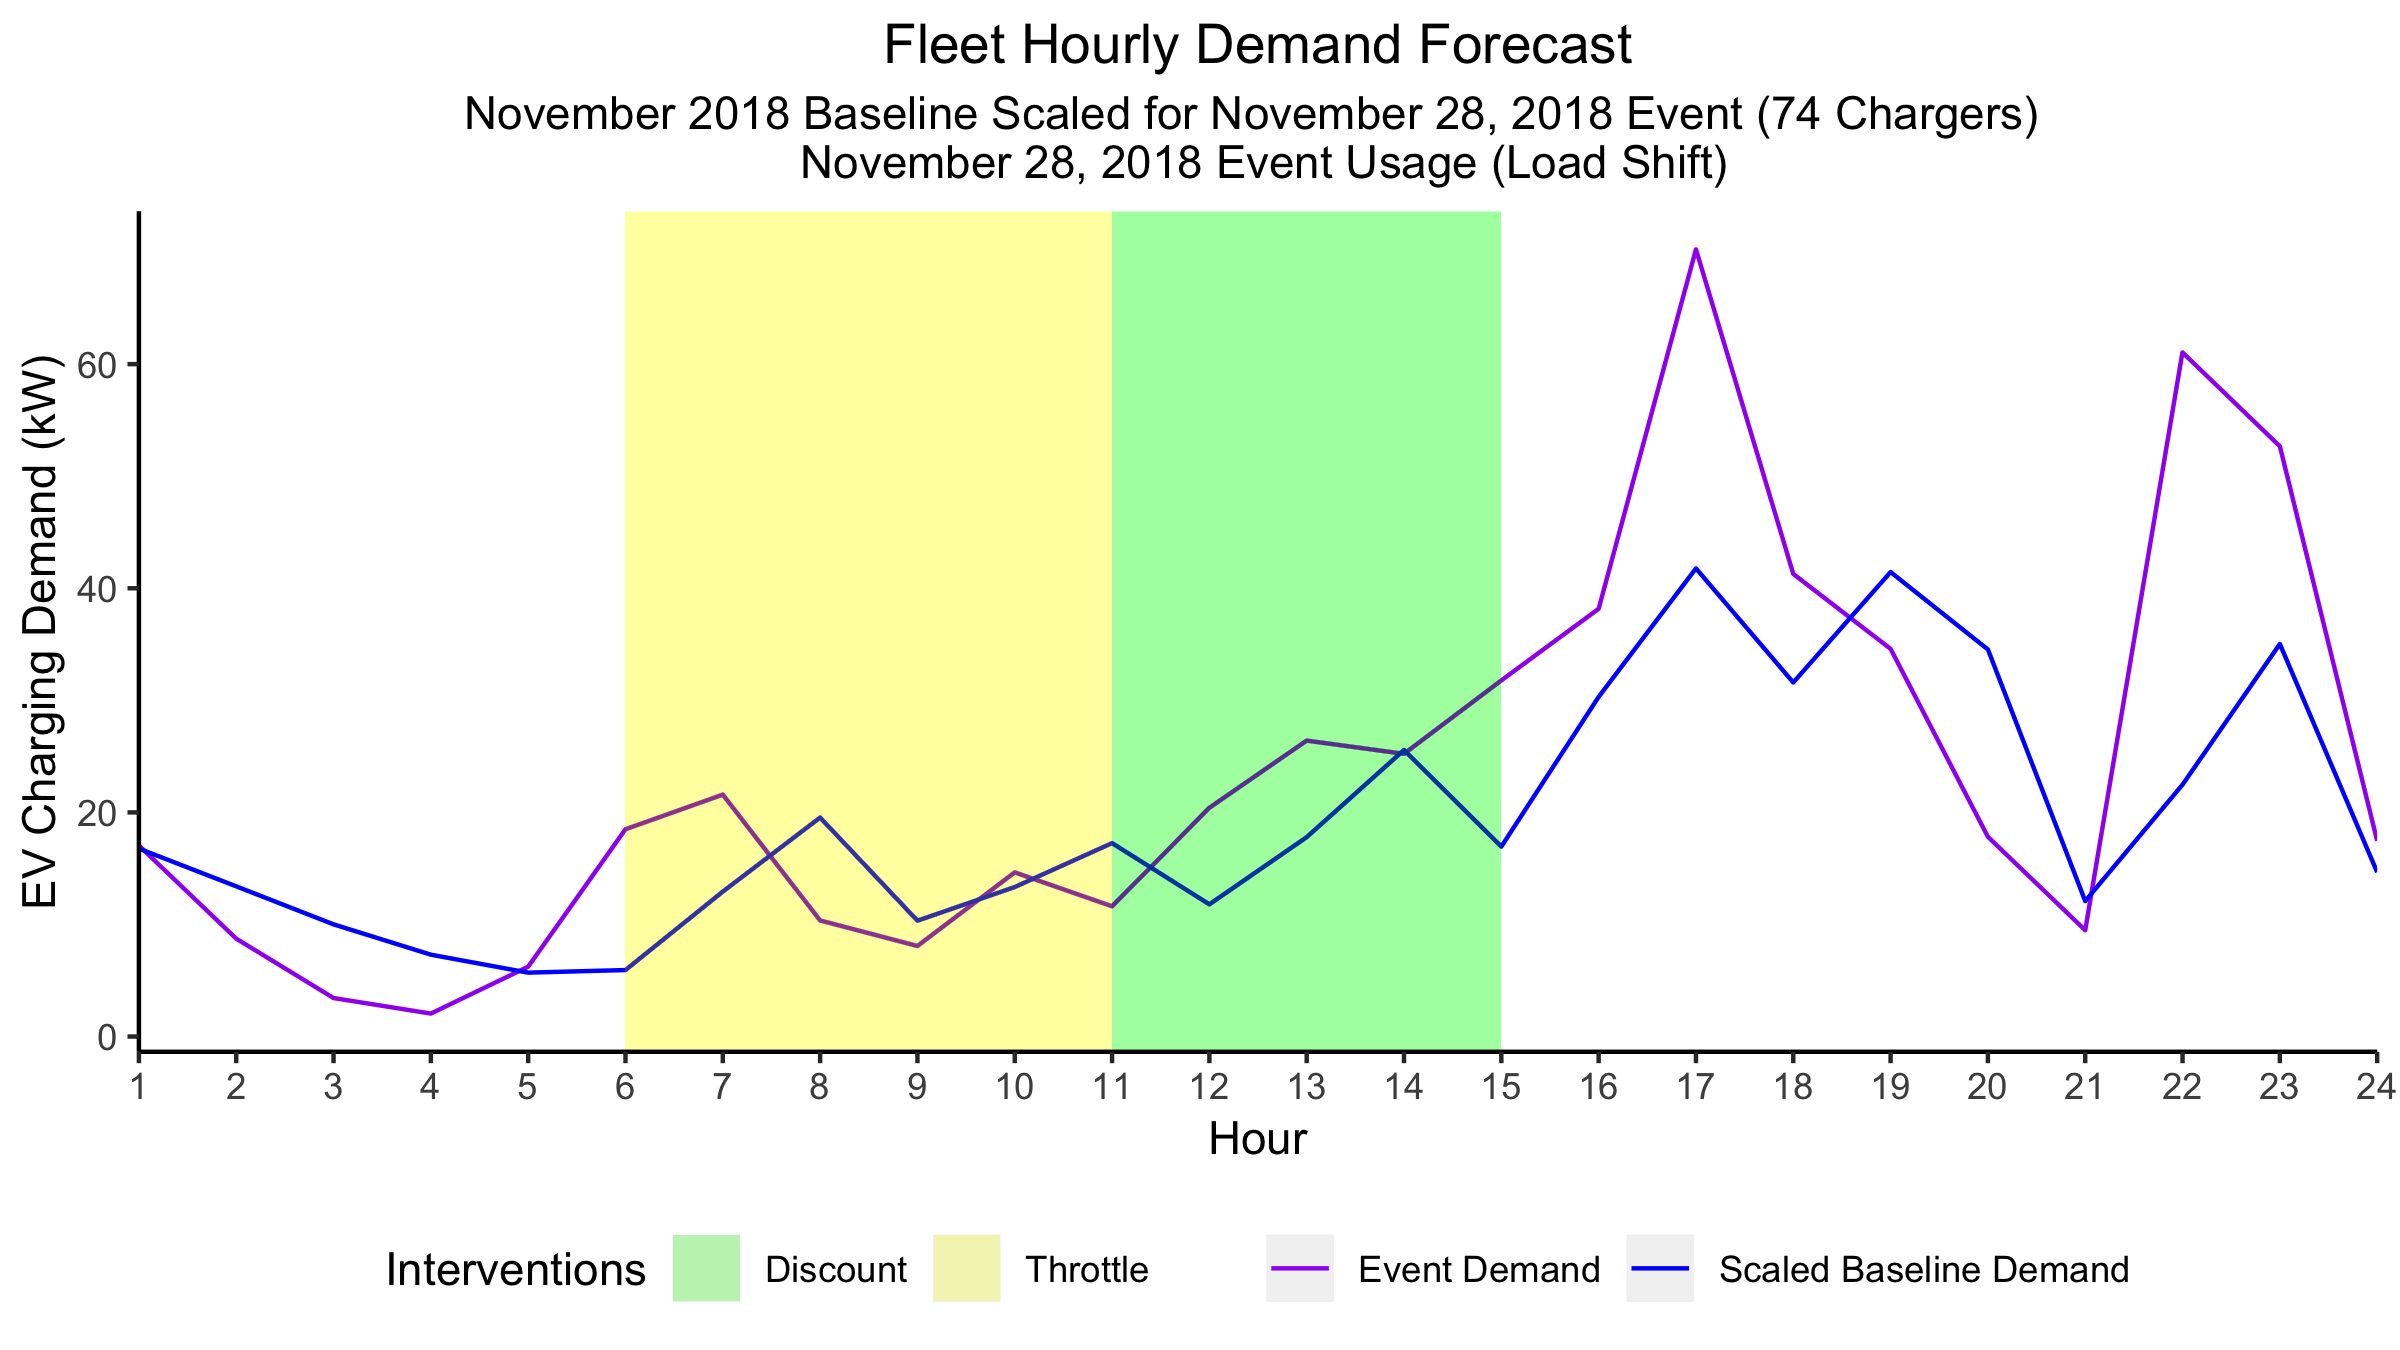 Fleet Hourly Demand Forecast
November 2018 Baseline Scaled for November 28, 2018 Event (74 Chargers)
November 28, 2018 Event Usage (Load Shift)
EV Charging Demand (kW)
60
40
20
0
1 2 3 4 5 6 7 8 9 10 11 12 13 14 15 16 17 18 19 20 21 22 23 24
Hour
Interventions Discount Throttle Event Demand Scaled Baseline Demand